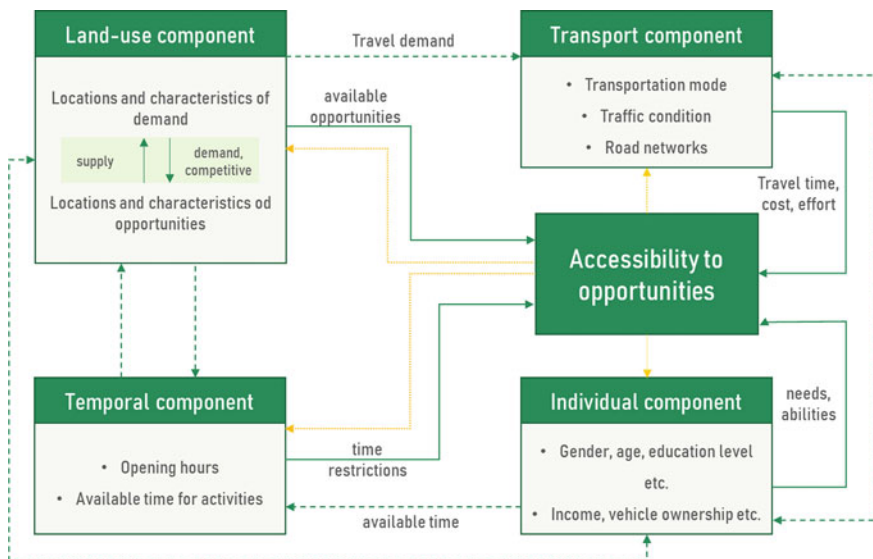 Land-use component
Travel demand
Transport component
Locations and characteristics of
demand
supply
demand,
competitive
Locations and characteristics od
opportunities
available
opportunities
• Transportation mode
• Traffic condition
• Road networks
Travel time,
cost, effort
Accessibility to
opportunities
Temporal component
• Opening hours
• Available time for activities
time
restrictions
available time
Individual component
• Gender, age, education level
etc.
• Income, vehicle ownership etc.
needs,
abilities